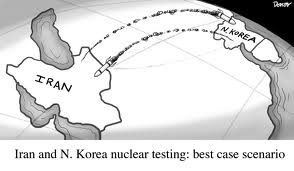 N. KOREA
IRAN
Iran and N. Korea nuclear testing: best case scenario